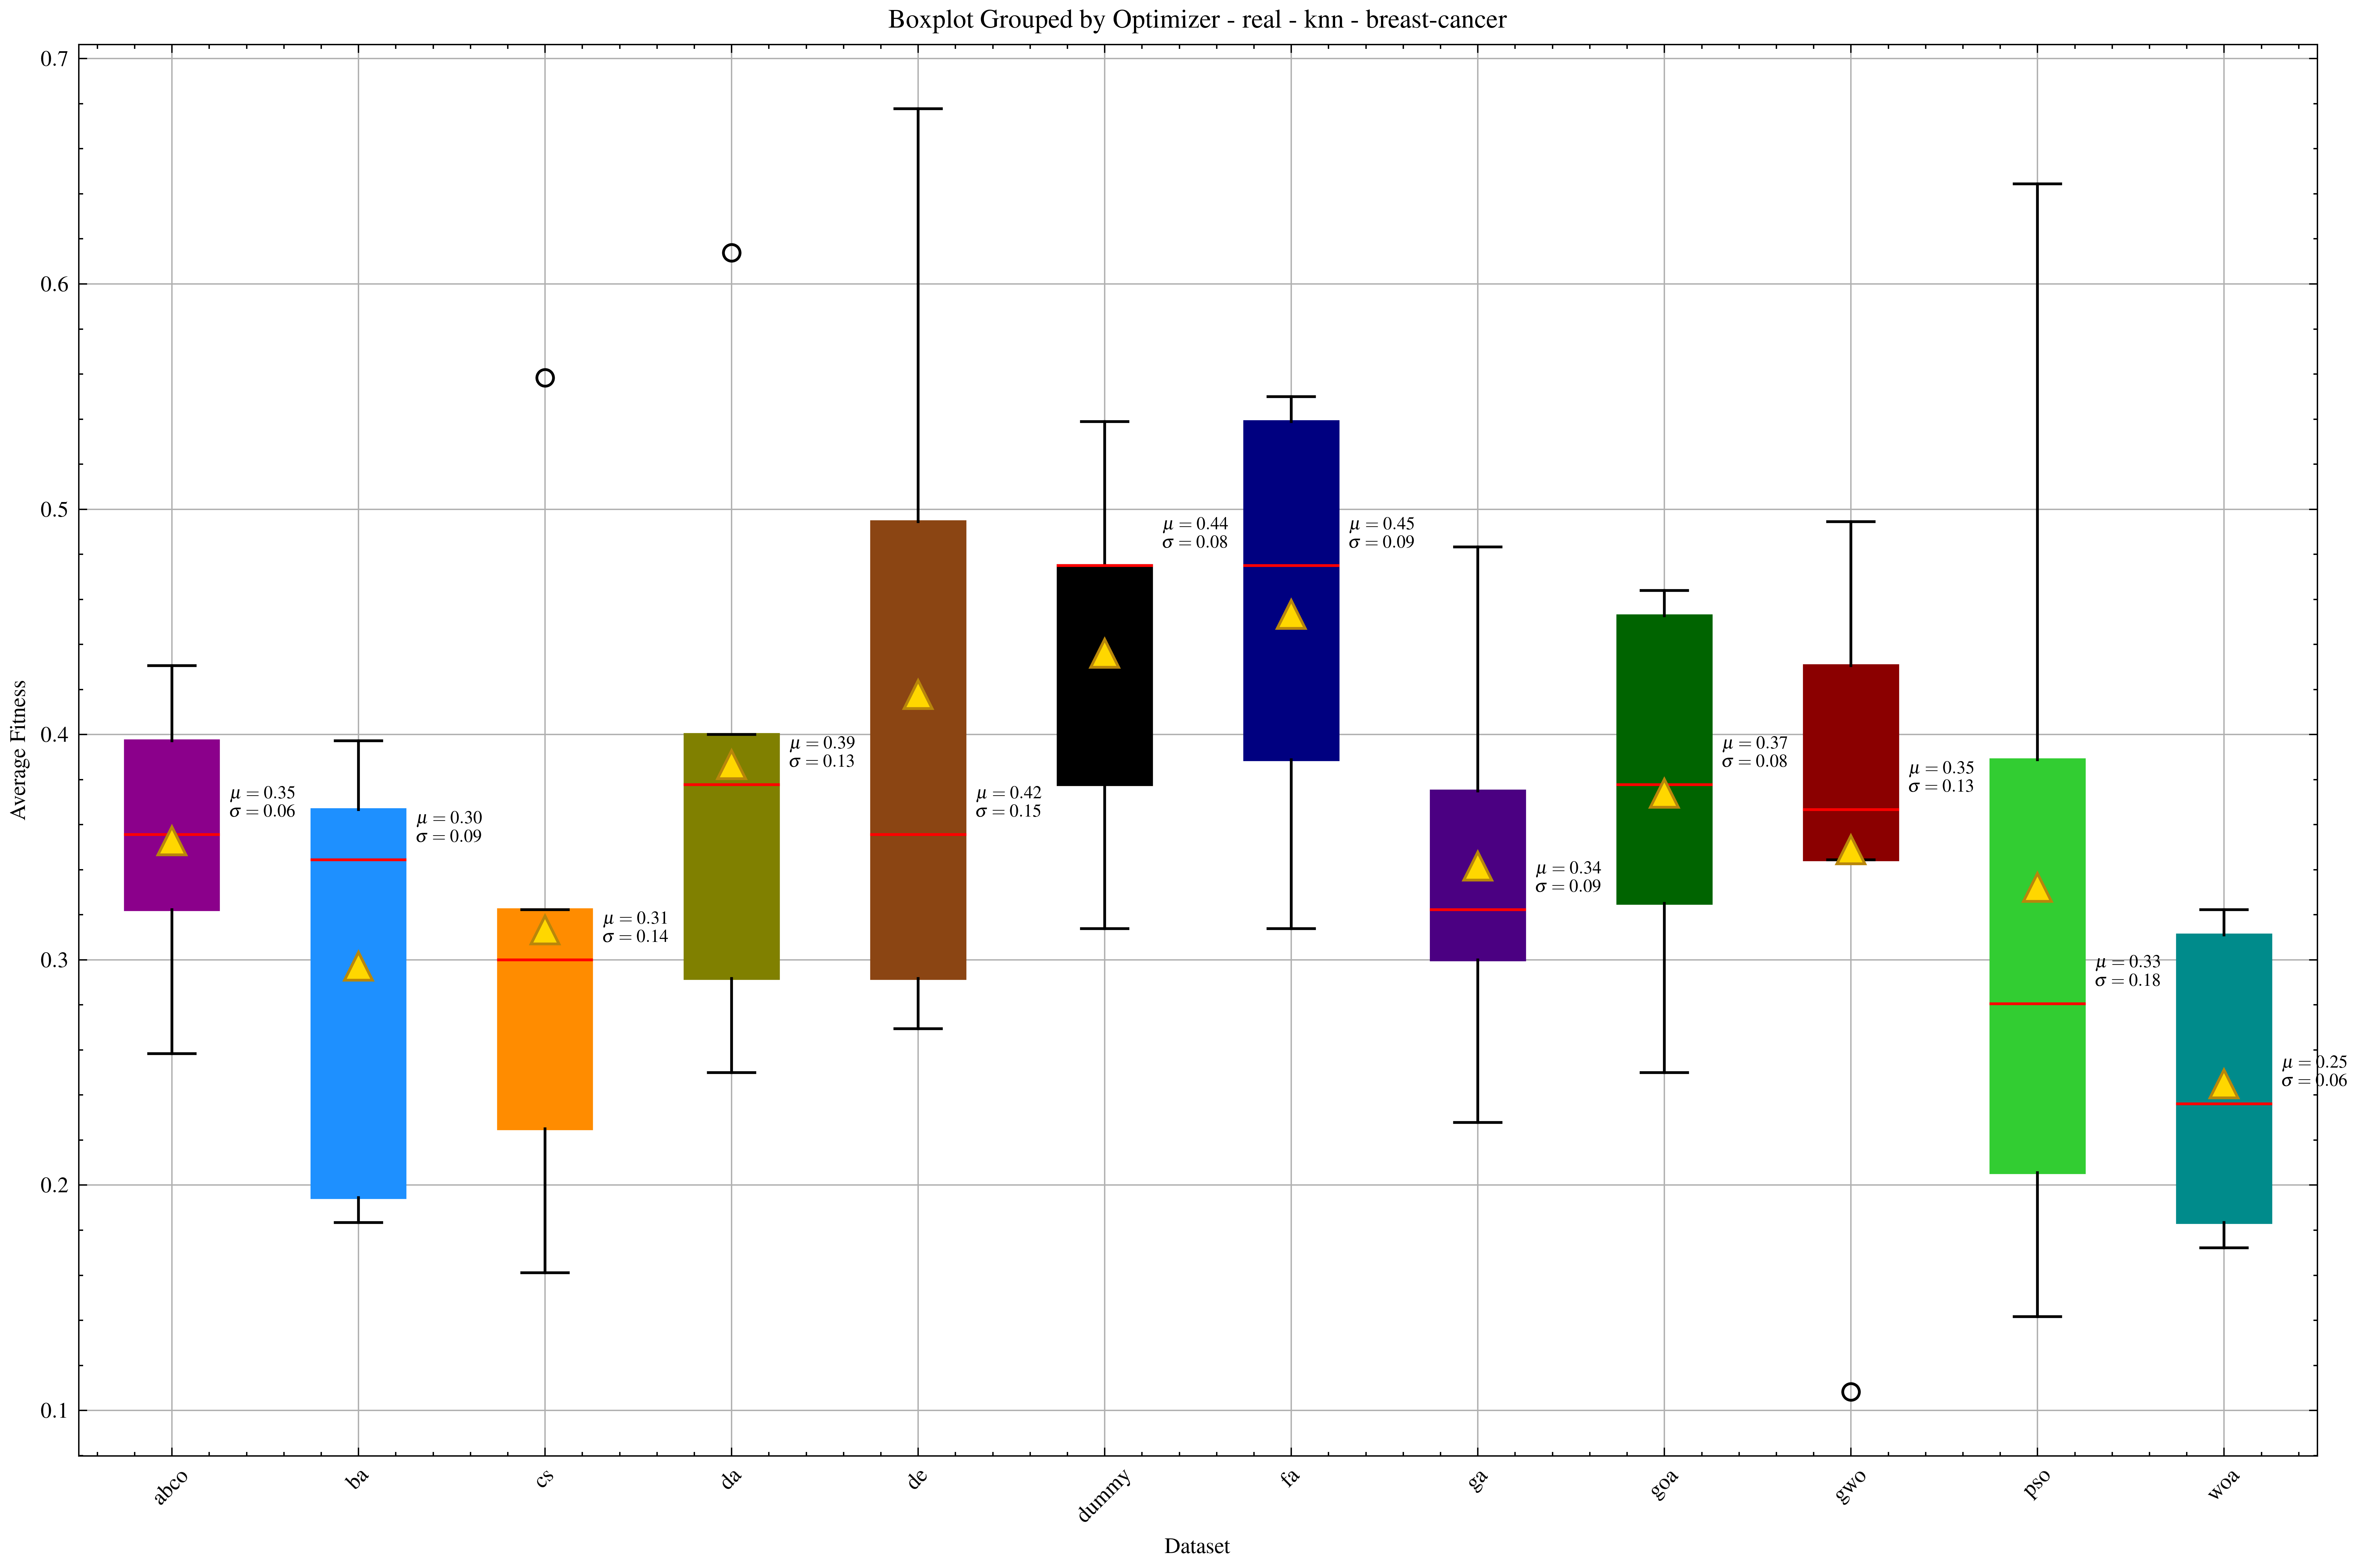 Boxplot Grouped by Optimizer - real - knn - breast-cancer
Average Fitness
0.7
0.6
0.5
0.4
0.3
0.2
0.1
μ = 0.35
σ = 0.06
μ = 0.30
σ = 0.09
μ = 0.31
σ = 0.14
μ = 0.39
σ = 0.13
μ = 0.42
σ = 0.15
μ = 0.44
σ = 0.08
μ = 0.45
σ = 0.09
μ = 0.34
σ = 0.09
μ = 0.37
σ = 0.08
μ = 0.35
σ = 0.13
μ = 0.33
σ = 0.18
μ = 0.25
σ = 0.06
abco
ba
cs
da
de
dummy
fa
ga
goa
gwo
pso
woa
Dataset